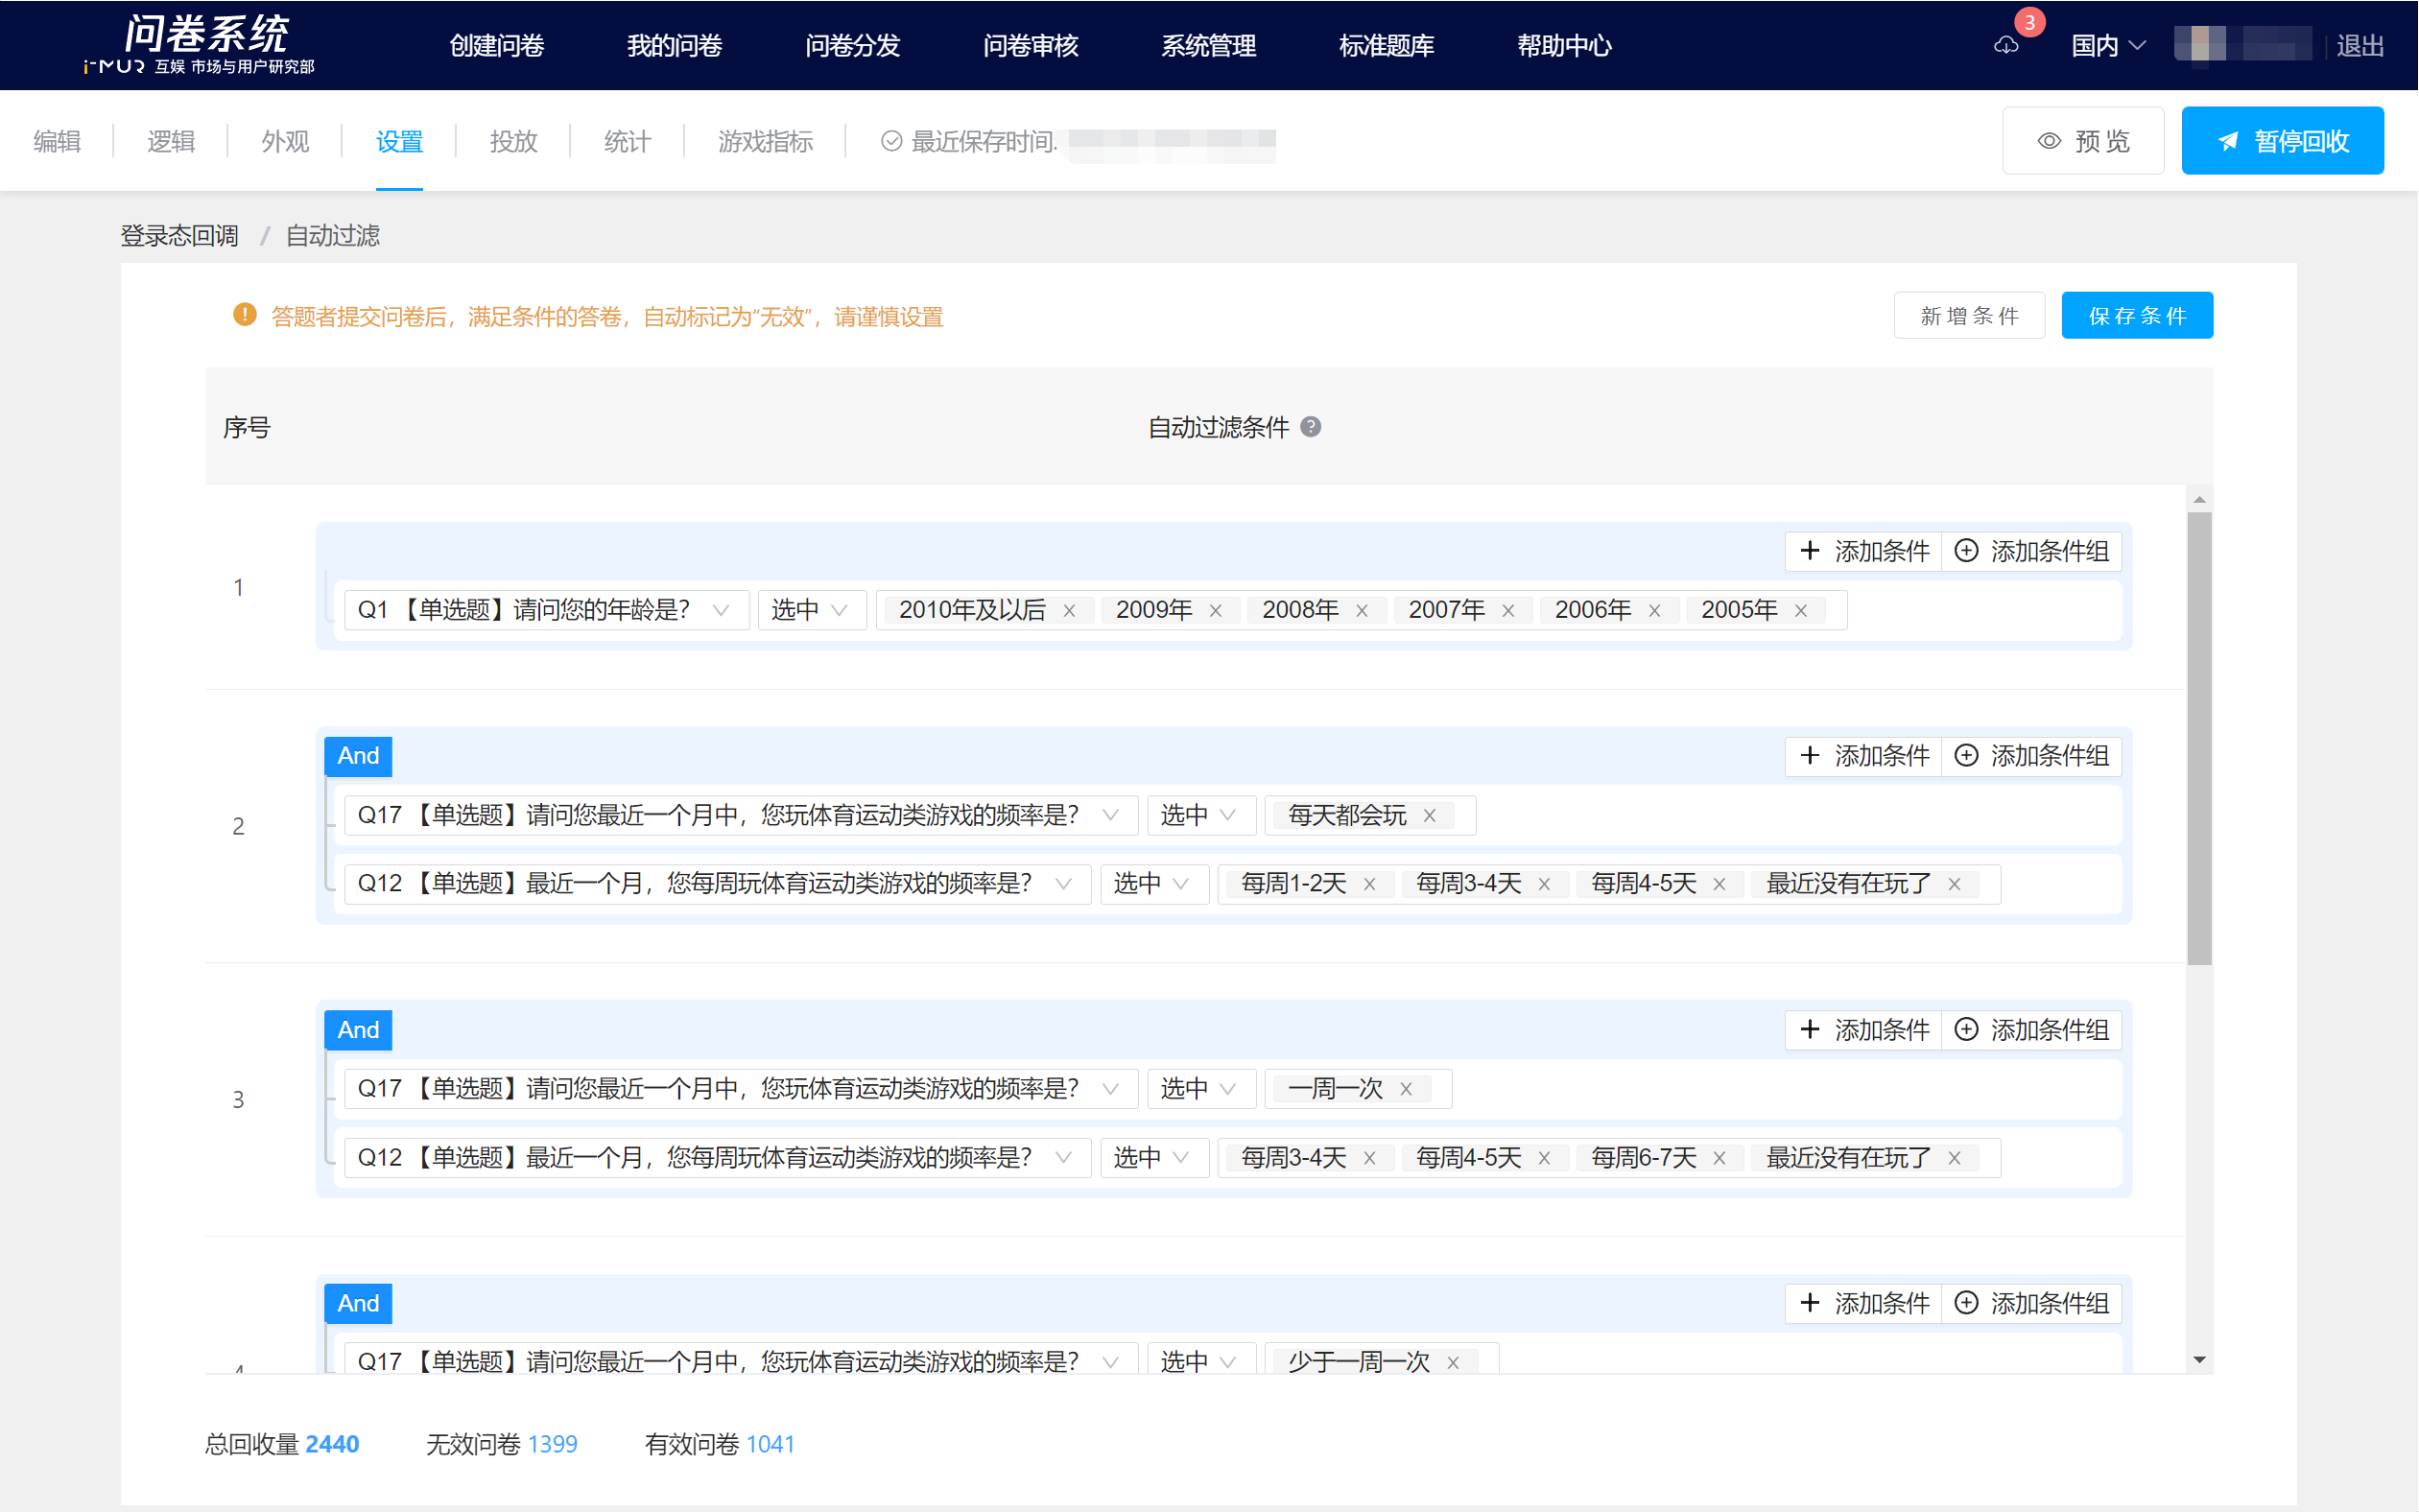 问卷系统
i-MUR 互娱 市场与用户研究部
创建问卷 我的问卷 问卷分发 问卷审核 系统管理 标准题库 帮助中心 3 国内 退出
编辑 逻辑 外观 设置 投放 统计 游戏指标 最近保存时间: 预览 暂停回收
登录态回调 / 自动过滤
答题者提交问卷后，满足条件的答卷，自动标记为“无效”，请谨慎设置 新增条件 保存条件
序号 自动过滤条件
添加条件 添加条件组
1
Q1 【单选题】请问您的年龄是? 选中 2010年及以后 2009年 2008年 2007年 2006年 2005年
And 添加条件 添加条件组
Q17 【单选题】请问您最近一个月中，您玩体育运动类游戏的频率是? 选中 每天都会玩
2
Q12 【单选题】最近一个月，您每周玩体育运动类游戏的频率是? 选中 每周1-2天 每周3-4天 每周4-5天 最近没有在玩了
And 添加条件 添加条件组
Q17 【单选题】请问您最近一个月中，您玩体育运动类游戏的频率是? 选中 一周一次
3
Q12 【单选题】最近一个月，您每周玩体育运动类游戏的频率是? 选中 每周3-4天 每周4-5天 每周6-7天 最近没有在玩了
And 添加条件 添加条件组
4 Q17 【单选题】请问您最近一个月中，您玩体育运动类游戏的频率是? 选中 少于一周一次
总回收量 2440 无效问卷 1399 有效问卷 1041